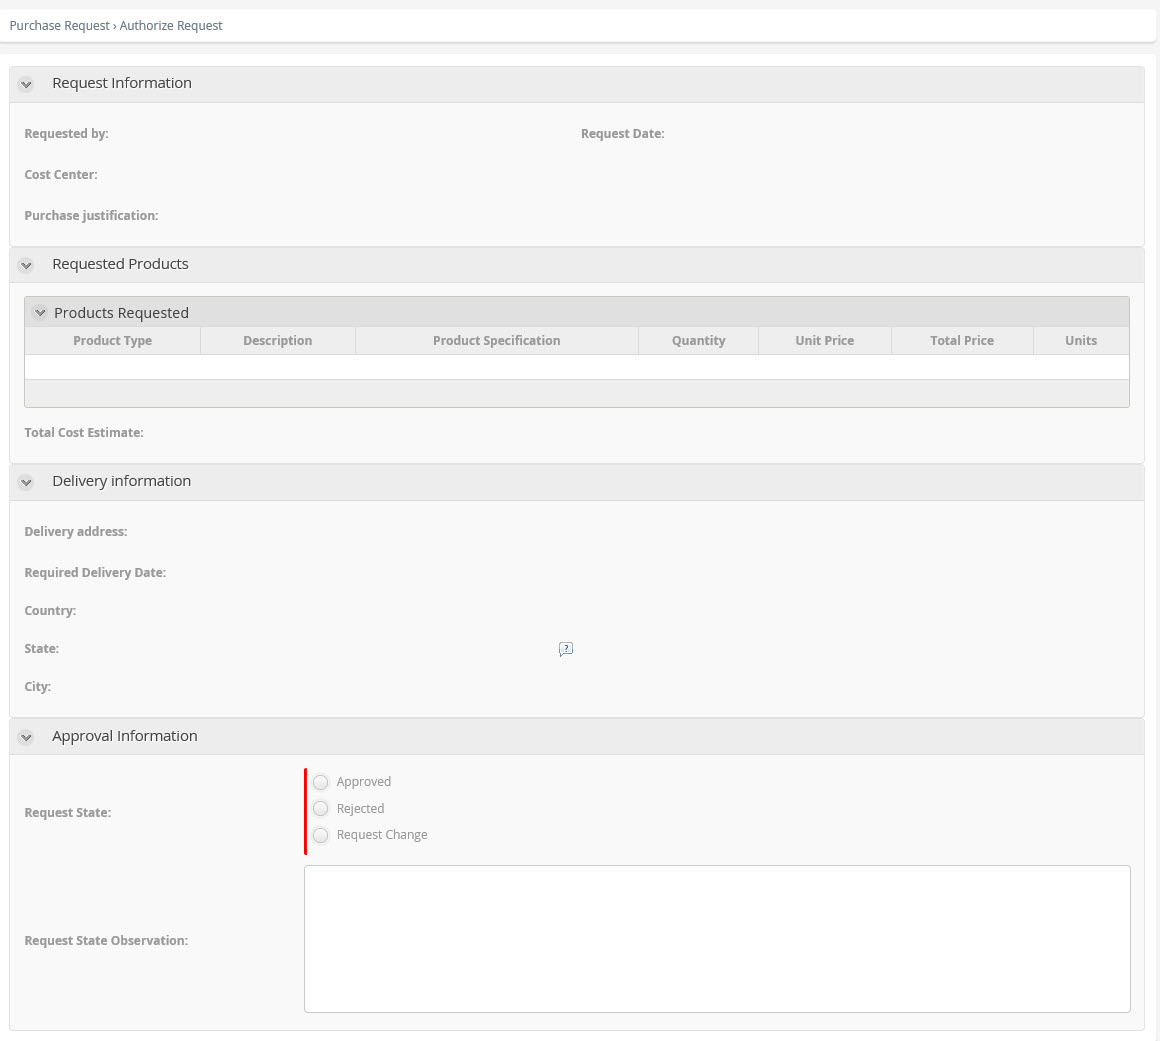 Purchase Request › Authorize Request
Request Information
Requested by: Request Date:
Cost Center:
Purchase justification:
Requested Products
Products Requested
Product Type Description Product Specification Quantity Unit Price Total Price Units
Total Cost Estimate:
Delivery information
Delivery address:
Required Delivery Date:
Country:
State: ?
City:
Approval Information
Request State:
Approved
Rejected
Request Change
Request State Observation: